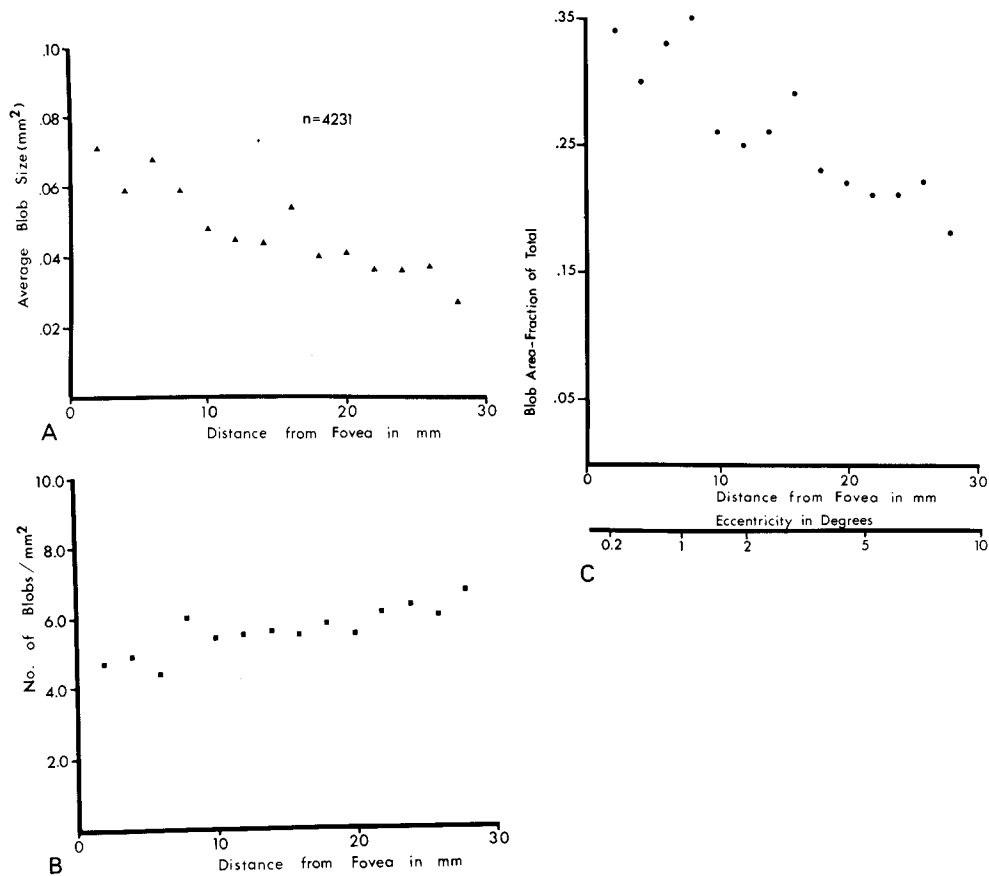 .10
.08
.06
.04
.02
Average Blob Size (mm²)
n=4231
0 10 20 30
Distance from Fovea in mm
A
10.0
8.0
6.0
4.0
2.0
No. of Blobs / mm²
0 10 20 30
Distance from Fovea in mm
B
.35
.25
.15
.05
Blob Area-Fraction of Total
0 10 20 30
Distance from Fovea in mm
Eccentricity in Degrees
0.2 1 2 5 10
C